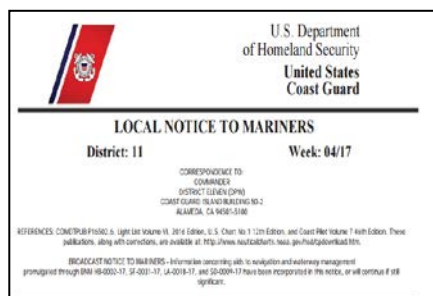 U.S. Department
of Homeland Security
United States
Coast Guard
LOCAL NOTICE TO MARINERS
District: 11 Week: 04/17
CORRESPONDENCE TO:
COMMANDER
DISTRICT ELEVEN (DPW)
COAST GUARD ISLAND BUILDING 50-2
ALAMEDA, CA 94501-5100
REFERENCES: COMDTPUB P16502.6, Light List Volume VI, 2016 Edition, U.S. Chart No.1 12th Edition, and Coast Pilot Volume 7 Edition. These
publications, along with corrections, are available at:
BROADCAST NOTICE TO MARINERS - Information concerning aids to navigation and waterway management
promulgated through BNM have been incorporated in this notice, or will continue if still
significant.